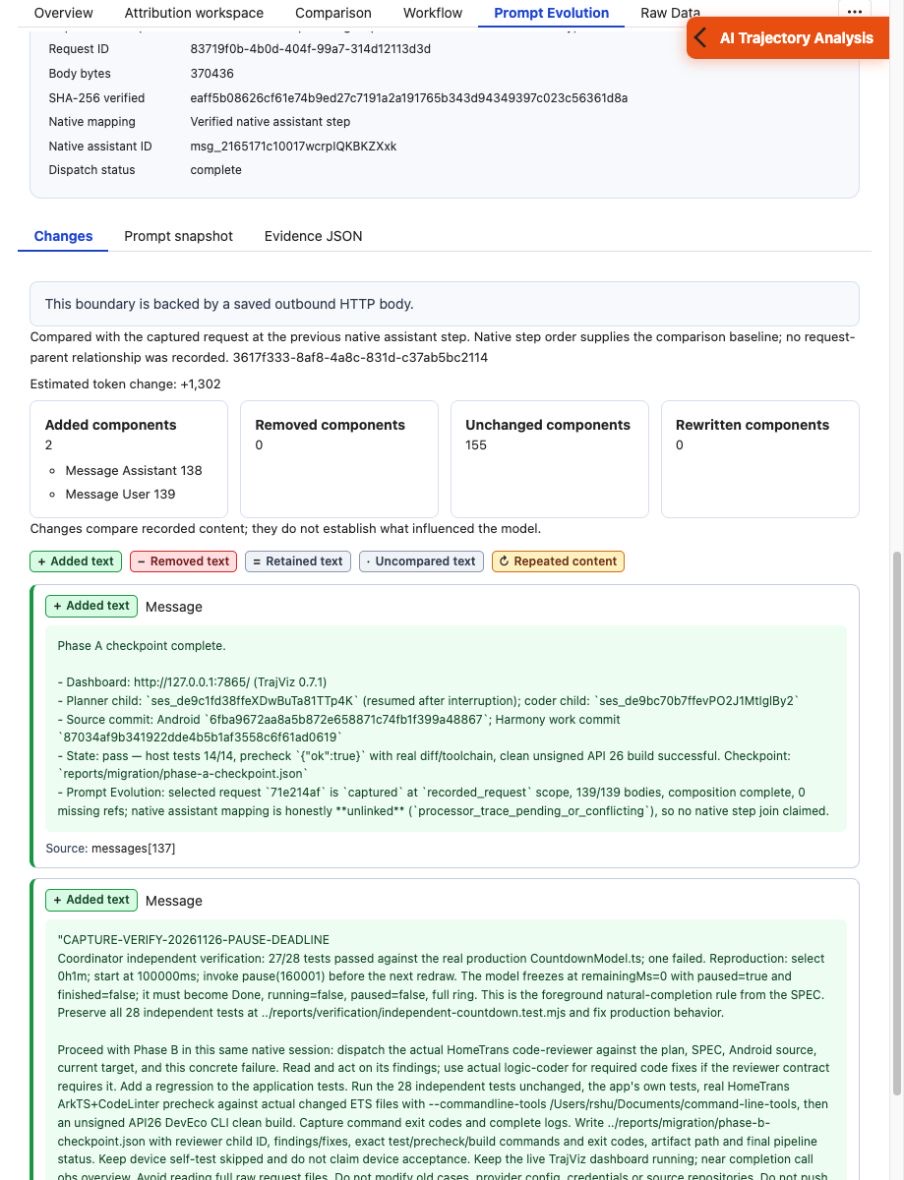 Overview Attribution workspace Comparison Workflow Prompt Evolution Raw Data ...
AI Trajectory Analysis
Request ID 83719f0b-4b0d-404f-99a7-314d12113d3d
Body bytes 370436
SHA-256 verified eaff5b08626cf61e74b9ed27c7191a2a191765b343d94349397c023c56361d8a
Native mapping Verified native assistant step
Native assistant ID msg_2165171c10017wcrplQKBKZXxk
Dispatch status complete
Changes Prompt snapshot Evidence JSON
This boundary is backed by a saved outbound HTTP body.
Compared with the captured request at the previous native assistant step. Native step order supplies the comparison baseline; no request-
parent relationship was recorded. 3617f333-8af8-4a8c-831d-c37ab5bc2114
Estimated token change: +1,302
Added components Removed components Unchanged components Rewritten components
2 0 155 0
Message Assistant 138
Message User 139
Changes compare recorded content; they do not establish what influenced the model.
+ Added text − Removed text = Retained text · Uncompared text ↻ Repeated content
+ Added text Message
Phase A checkpoint complete.
- Dashboard: http://127.0.0.1:7865/ (TrajViz 0.7.1)
- Planner child: `ses_de9c1fd38ffeXDwBuTa81TTp4K` (resumed after interruption); coder child: `ses_de9bc70b7ffevPO2J1MtIglBy2`
- Source commit: Android `6fba9672aa8a5b872e658871c74fb1f399a48867`; Harmony work commit
`87034af9b341922dde4b5b1af3558c6f61ad0619`
- State: pass — host tests 14/14, precheck `{"ok":true}` with real diff/toolchain, clean unsigned API 26 build successful. Checkpoint:
`reports/migration/phase-a-checkpoint.json`
- Prompt Evolution: selected request `71e214af` is `captured` at `recorded_request` scope, 139/139 bodies, composition complete, 0
missing refs; native assistant mapping is honestly **unlinked** (`processor_trace_pending_or_conflicting`), so no native step join claimed.
Source: messages[137]
+ Added text Message
"CAPTURE-VERIFY-20261126-PAUSE-DEADLINE
Coordinator independent verification: 27/28 tests passed against the real production CountdownModel.ts; one failed. Reproduction: select
0h1m; start at 100000ms; invoke pause(160001) before the next redraw. The model freezes at remainingMs=0 with paused=true and
finished=false; it must become Done, running=false, paused=false, full ring. This is the foreground natural-completion rule from the SPEC.
Preserve all 28 independent tests at ../reports/verification/independent-countdown.test.mjs and fix production behavior.
Proceed with Phase B in this same native session: dispatch the actual HomeTrans code-reviewer against the plan, SPEC, Android source,
current target, and this concrete failure. Read and act on its findings; use actual logic-coder for required code fixes if the reviewer contract
requires it. Add a regression to the application tests. Run the 28 independent tests unchanged, the app's own tests, real HomeTrans
ArkTS+CodeLinter precheck against actual changed ETS files with --commandline-tools /Users/rshu/Documents/command-line-tools, then
an unsigned API26 DevEco CLI clean build. Capture command exit codes and complete logs. Write ../reports/migration/phase-b-
checkpoint.json with reviewer child ID, findings/fixes, exact test/precheck/build commands and exit codes, artifact path and final pipeline
status. Keep device self-test skipped and do not claim device acceptance. Keep the live TrajViz dashboard running; near completion call
obs overview. Avoid reading full raw request files. Do not modify old cases, provider config, credentials or source repositories. Do not push